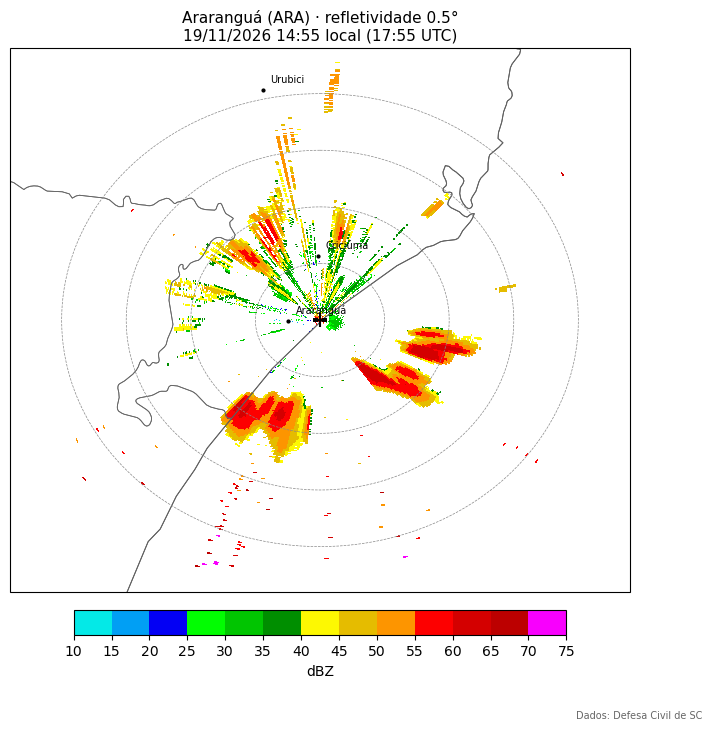 Araranguá (ARA) · refletividade 0.5°
19/11/2026 14:55 local (17:55 UTC)
Urubici
Criciúma
Araranguá
10 15 20 25 30 35 40 45 50 55 60 65 70 75
dBZ
Dados: Defesa Civil de SC